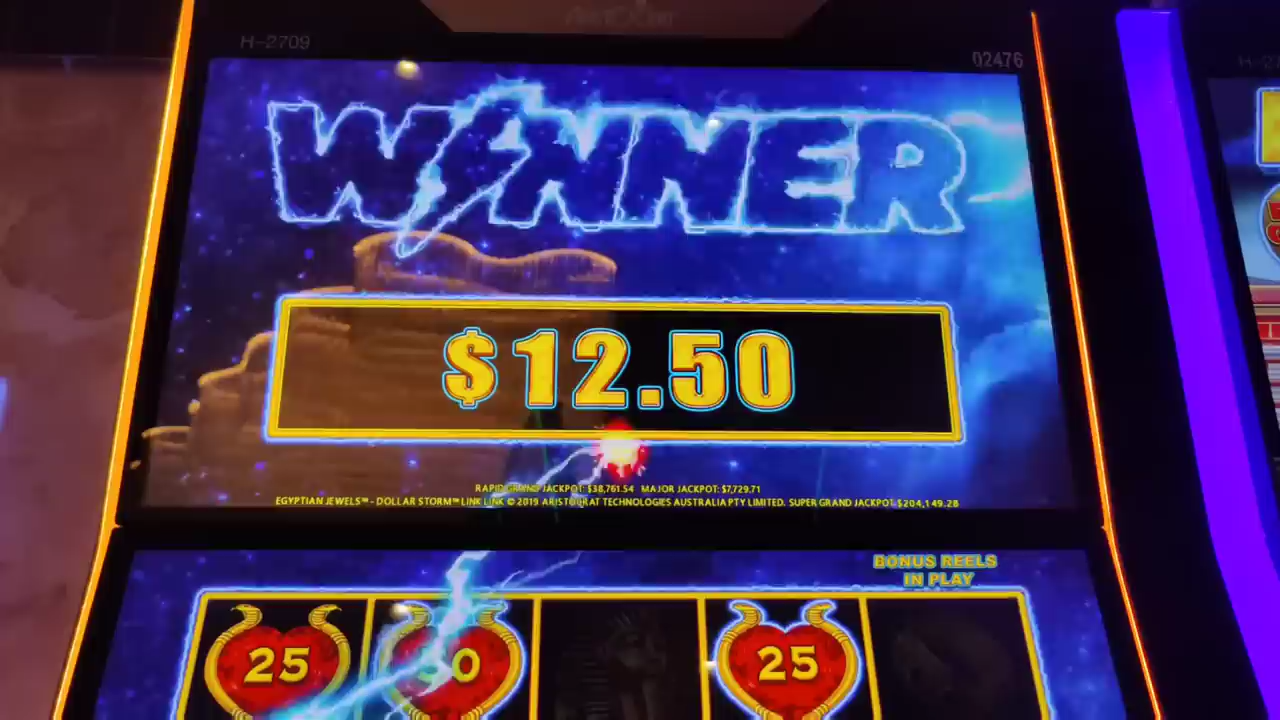 H-2709
02476
WINNER
$12.50
RAPID GRAND JACKPOT: $38,761.54 MAJOR JACKPOT: $7,729.71
EGYPTIAN JEWELS™ - DOLLAR STORM™ LINK LINK © 2019 ARISTOCRAT TECHNOLOGIES AUSTRALIA PTY LIMITED. SUPER GRAND JACKPOT $204,149.28
BONUS REELS
IN PLAY
25
25